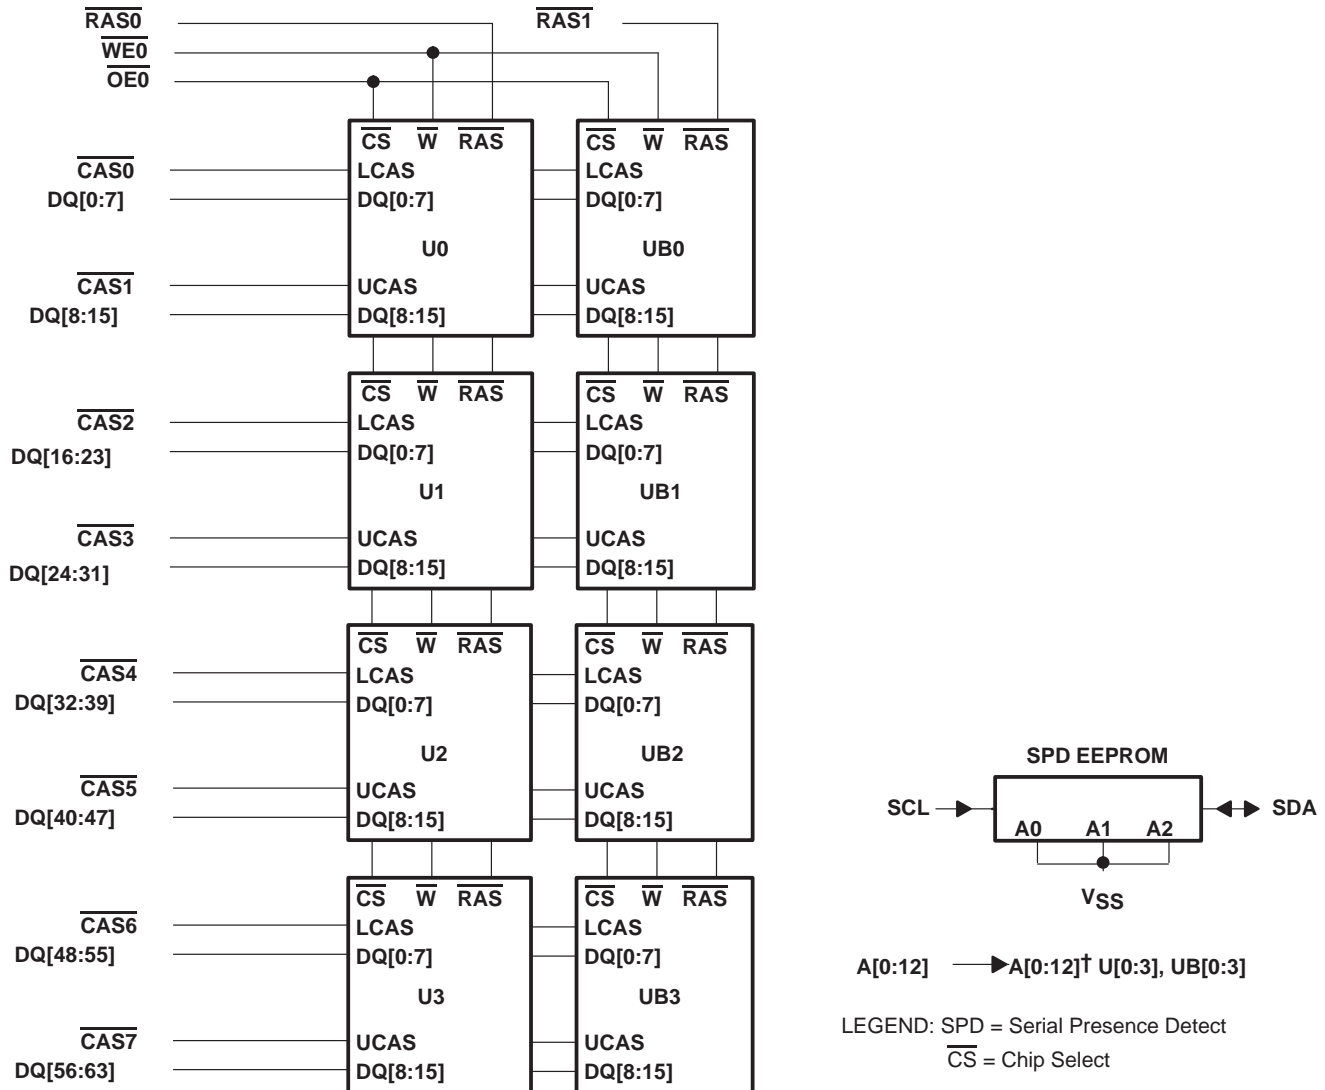 RAS0
RAS1
WE0
OE0
CS W RAS
CS W RAS
CAS0
LCAS
LCAS
DQ[0:7]
DQ[0:7]
DQ[0:7]
U0
UB0
CAS1
UCAS
UCAS
DQ[8:15]
DQ[8:15]
DQ[8:15]
CS W RAS
CS W RAS
CAS2
LCAS
LCAS
DQ[16:23]
DQ[0:7]
DQ[0:7]
U1
UB1
CAS3
UCAS
UCAS
DQ[24:31]
DQ[8:15]
DQ[8:15]
CS W RAS
CS W RAS
CAS4
LCAS
LCAS
DQ[32:39]
DQ[0:7]
DQ[0:7]
U2
UB2
CAS5
UCAS
UCAS
DQ[40:47]
DQ[8:15]
DQ[8:15]
CS W RAS
CS W RAS
CAS6
LCAS
LCAS
DQ[48:55]
DQ[0:7]
DQ[0:7]
U3
UB3
CAS7
UCAS
UCAS
DQ[56:63]
DQ[8:15]
DQ[8:15]
SPD EEPROM
SCL
SDA
A0 A1 A2
VSS
A[0:12] A[0:12]† U[0:3], UB[0:3]
LEGEND: SPD = Serial Presence Detect
CS = Chip Select